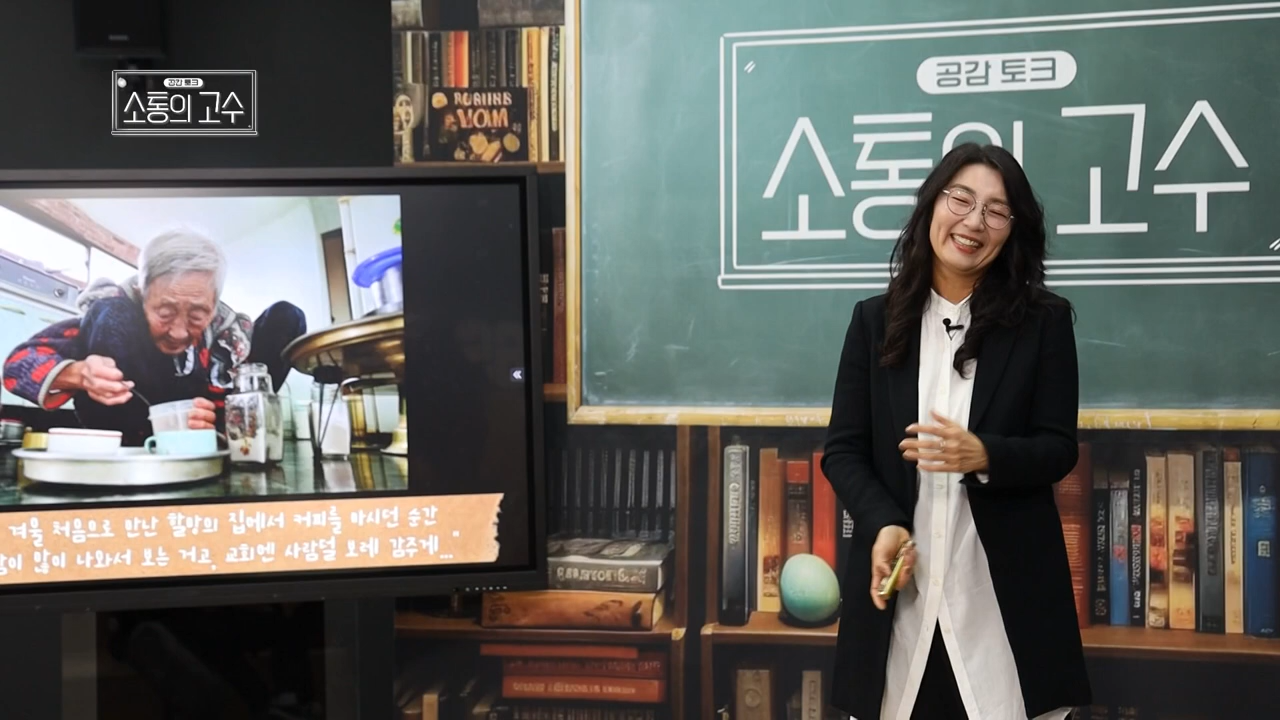 공감 토크
소통의 고수
공감 토크
소통의 고수
겨울 처음으로 만난 할망의 집에서 커피를 마시던 순간
많이 나와서 보는 거고, 교회엔 사람덜 보레 감주게..."